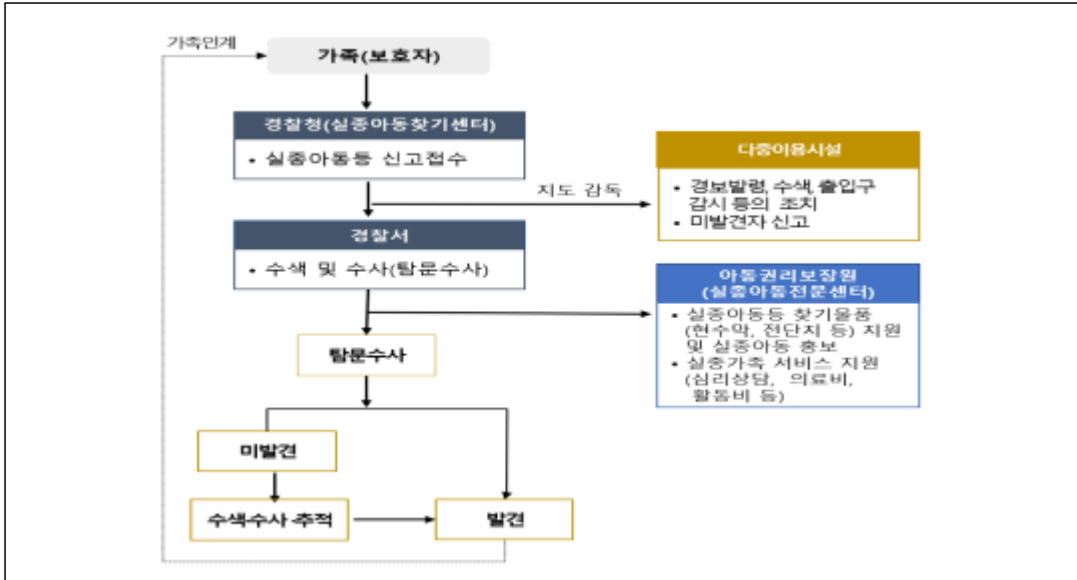 가족인계
가족(보호자)
경찰청(실종아동찾기센터)
• 실종아동등 신고접수
지도 감독
다중이용시설
• 경보발령, 수색, 출입구
감시 등의 조치
• 미발견자 신고
경찰서
• 수색 및 수사(탐문수사)
아동권리보장원
(실종아동전문센터)
• 실종아동등 찾기물품
(현수막, 전단지 등) 지원
및 실종아동 홍보
• 실종가족 서비스 지원
(심리상담, 의료비,
활동비 등)
탐문수사
미발견
수색·수사·추적
발견